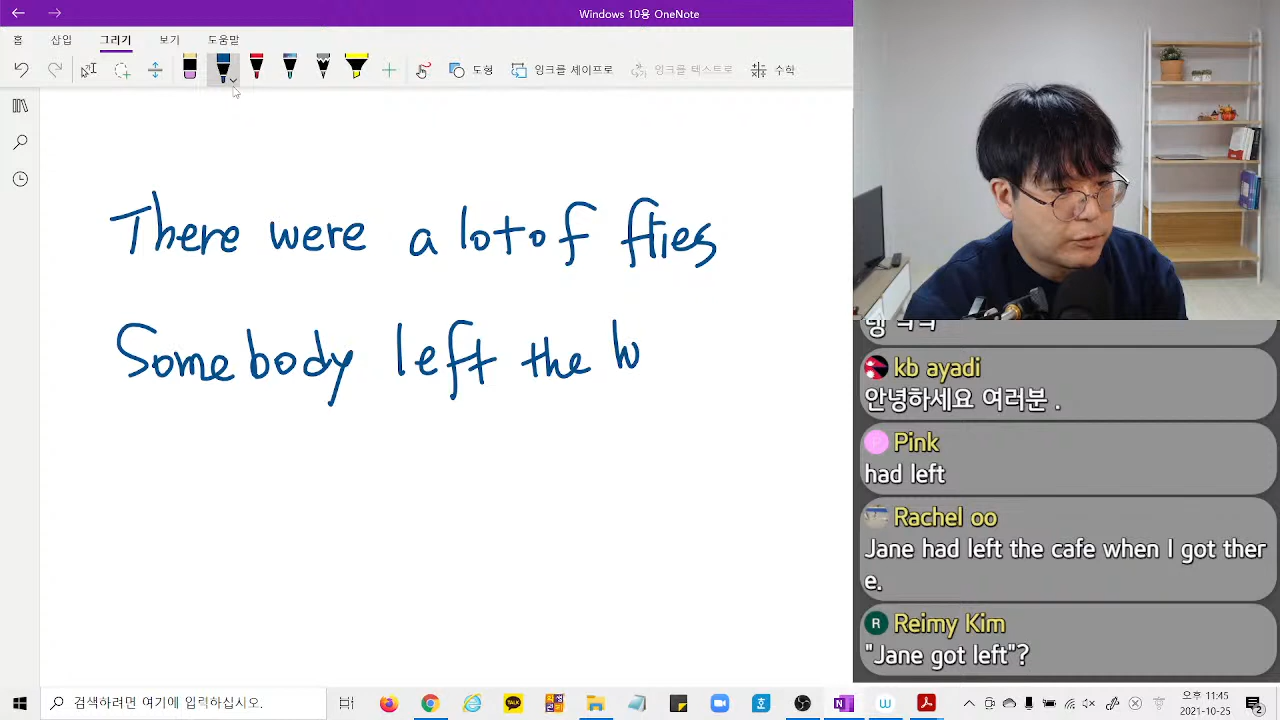 Windows 10용 OneNote
홈 삽입 그리기 보기 도움말
도형 잉크를 셰이프로 잉크를 텍스트로 수학
There were a lot of flies
Somebody left the w
kb ayadi
안녕하세요 여러분 .
P Pink
had left
Rachel oo
Jane had left the cafe when I got ther
e.
R Reimy Kim
"Jane got left"?
검색하려면 여기에 입력하십시오.
TALK
오후 11:45
2021-10-25
2